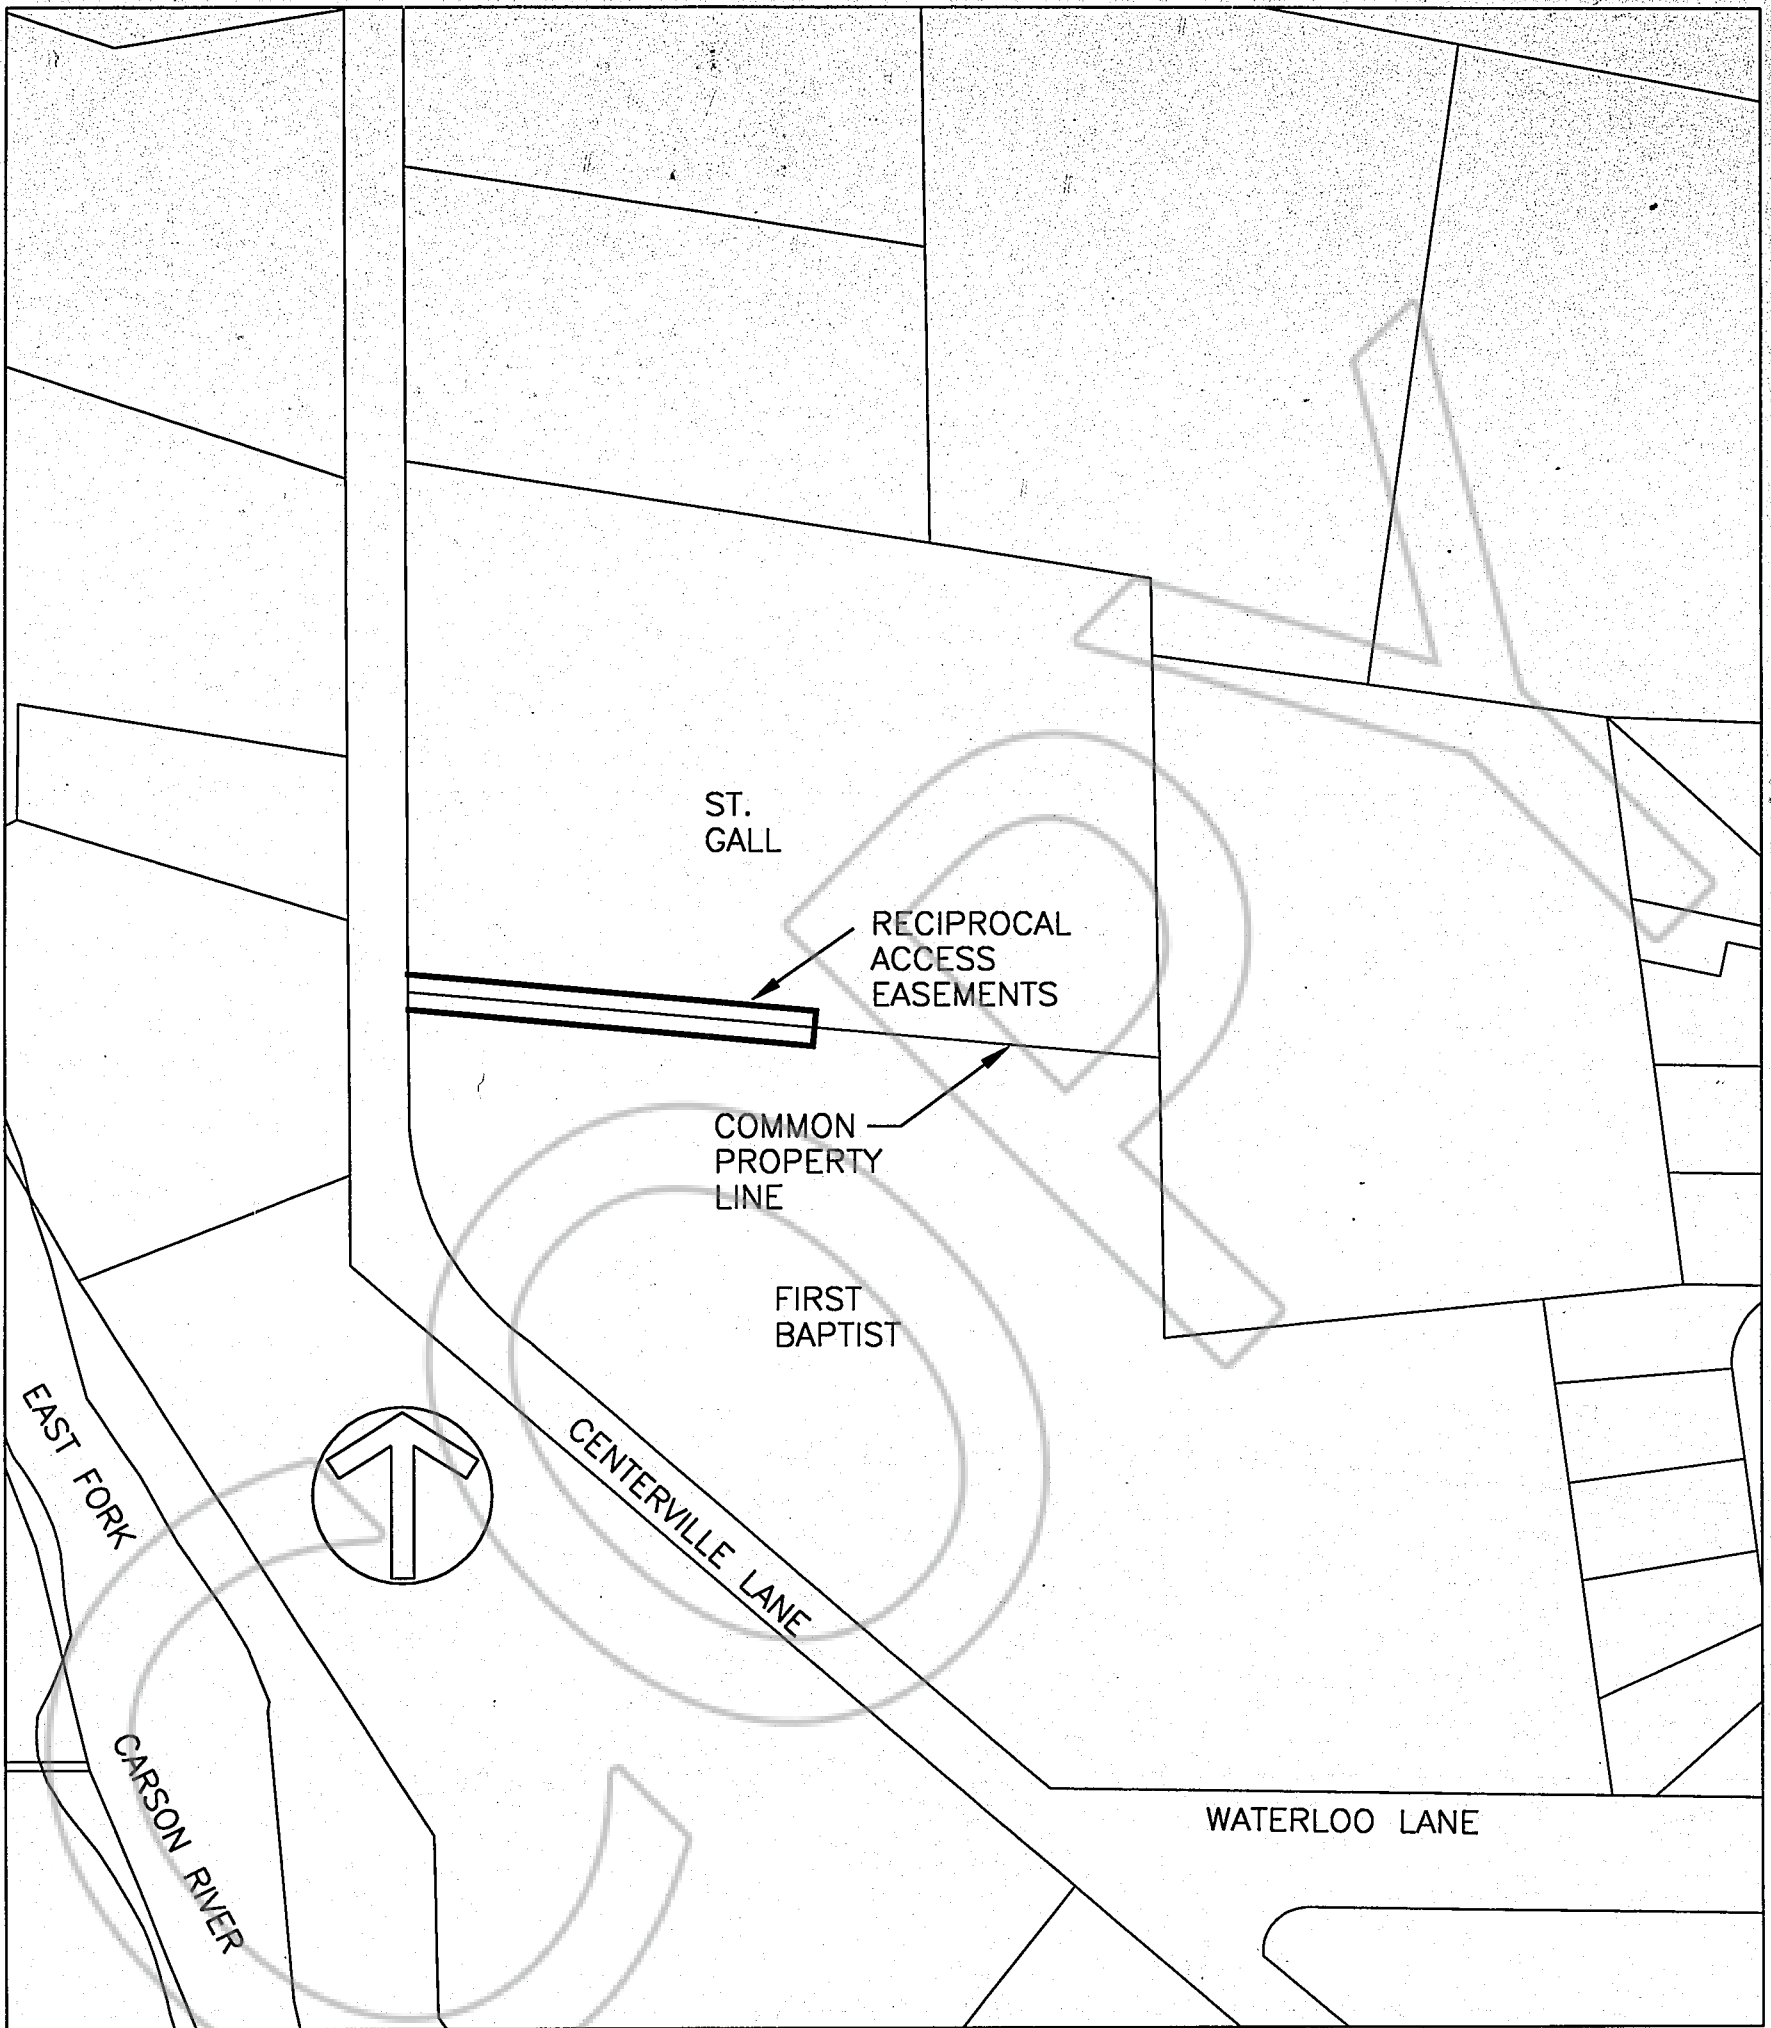 ST.
GALL
RECIPROCAL
ACCESS
EASEMENTS
COMMON
PROPERTY
LINE
FIRST
BAPTIST
EAST FORK
CENTERVILLE LANE
CARSON RIVER
WATERLOO LANE
COPY